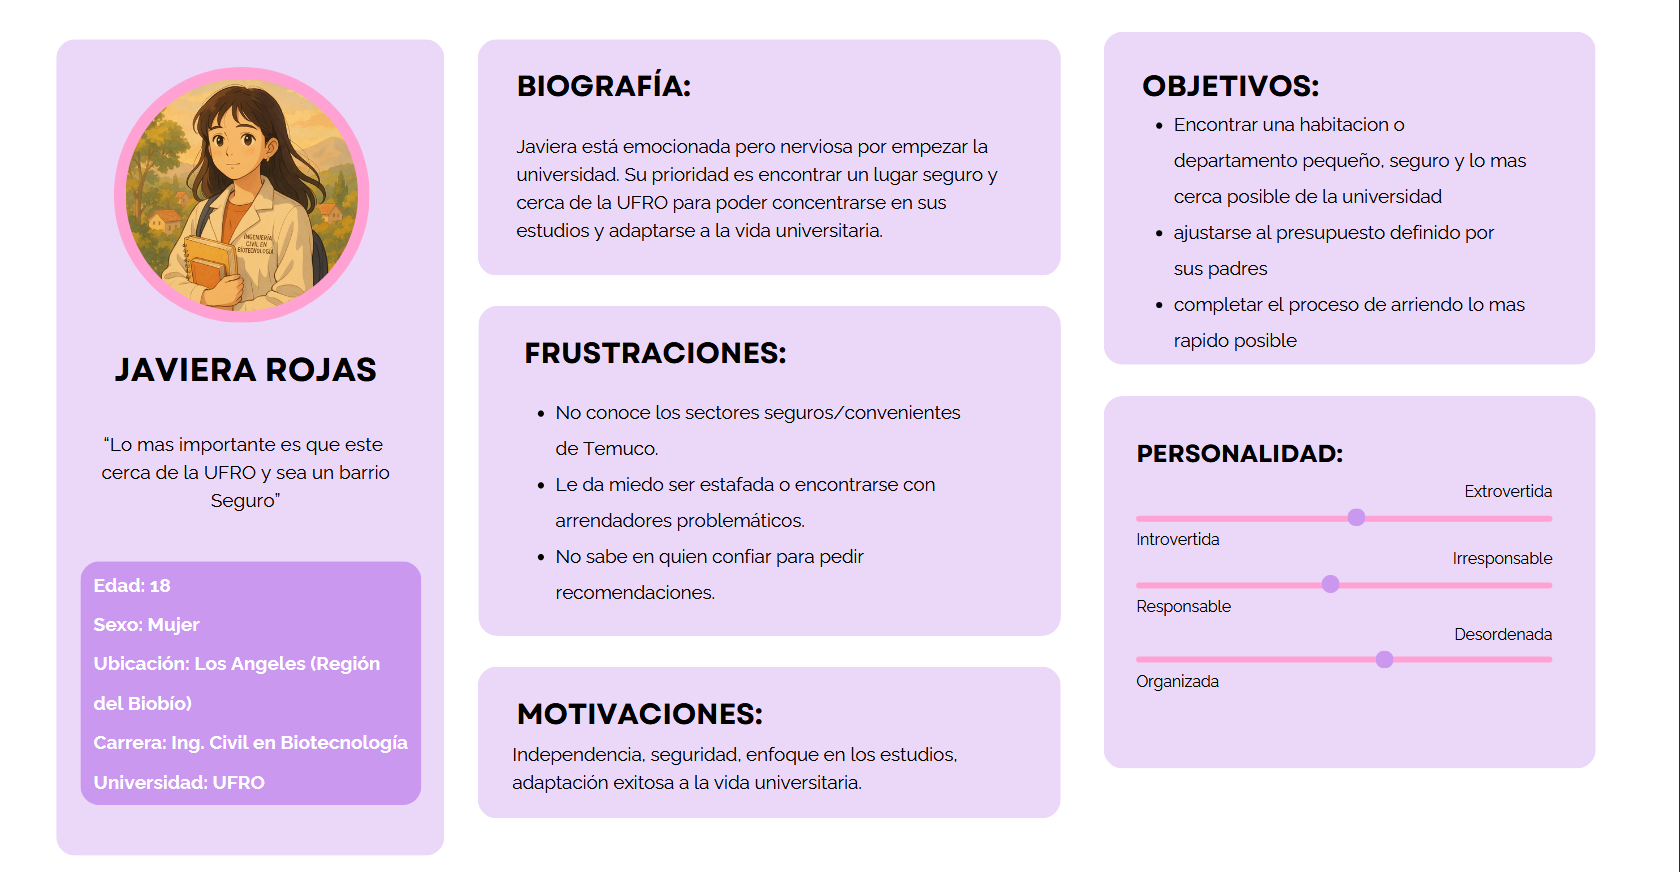 INGENIERÍA
CIVIL EN
BIOTECNOLOGÍA
JAVIERA ROJAS
“Lo mas importante es que este
cerca de la UFRO y sea un barrio
Seguro”
Edad: 18
Sexo: Mujer
Ubicación: Los Angeles (Región
del Biobío)
Carrera: Ing. Civil en Biotecnología
Universidad: UFRO
BIOGRAFÍA:
Javiera está emocionada pero nerviosa por empezar la
universidad. Su prioridad es encontrar un lugar seguro y
cerca de la UFRO para poder concentrarse en sus
estudios y adaptarse a la vida universitaria.
FRUSTRACIONES:
• No conoce los sectores seguros/convenientes
de Temuco.
• Le da miedo ser estafada o encontrarse con
arrendadores problemáticos.
• No sabe en quien confiar para pedir
recomendaciones.
MOTIVACIONES:
Independencia, seguridad, enfoque en los estudios,
adaptación exitosa a la vida universitaria.
OBJETIVOS:
• Encontrar una habitacion o
departamento pequeño, seguro y lo mas
cerca posible de la universidad
• ajustarse al presupuesto definido por
sus padres
• completar el proceso de arriendo lo mas
rapido posible
PERSONALIDAD:
Extrovertida
Introvertida
Irresponsable
Responsable
Desordenada
Organizada